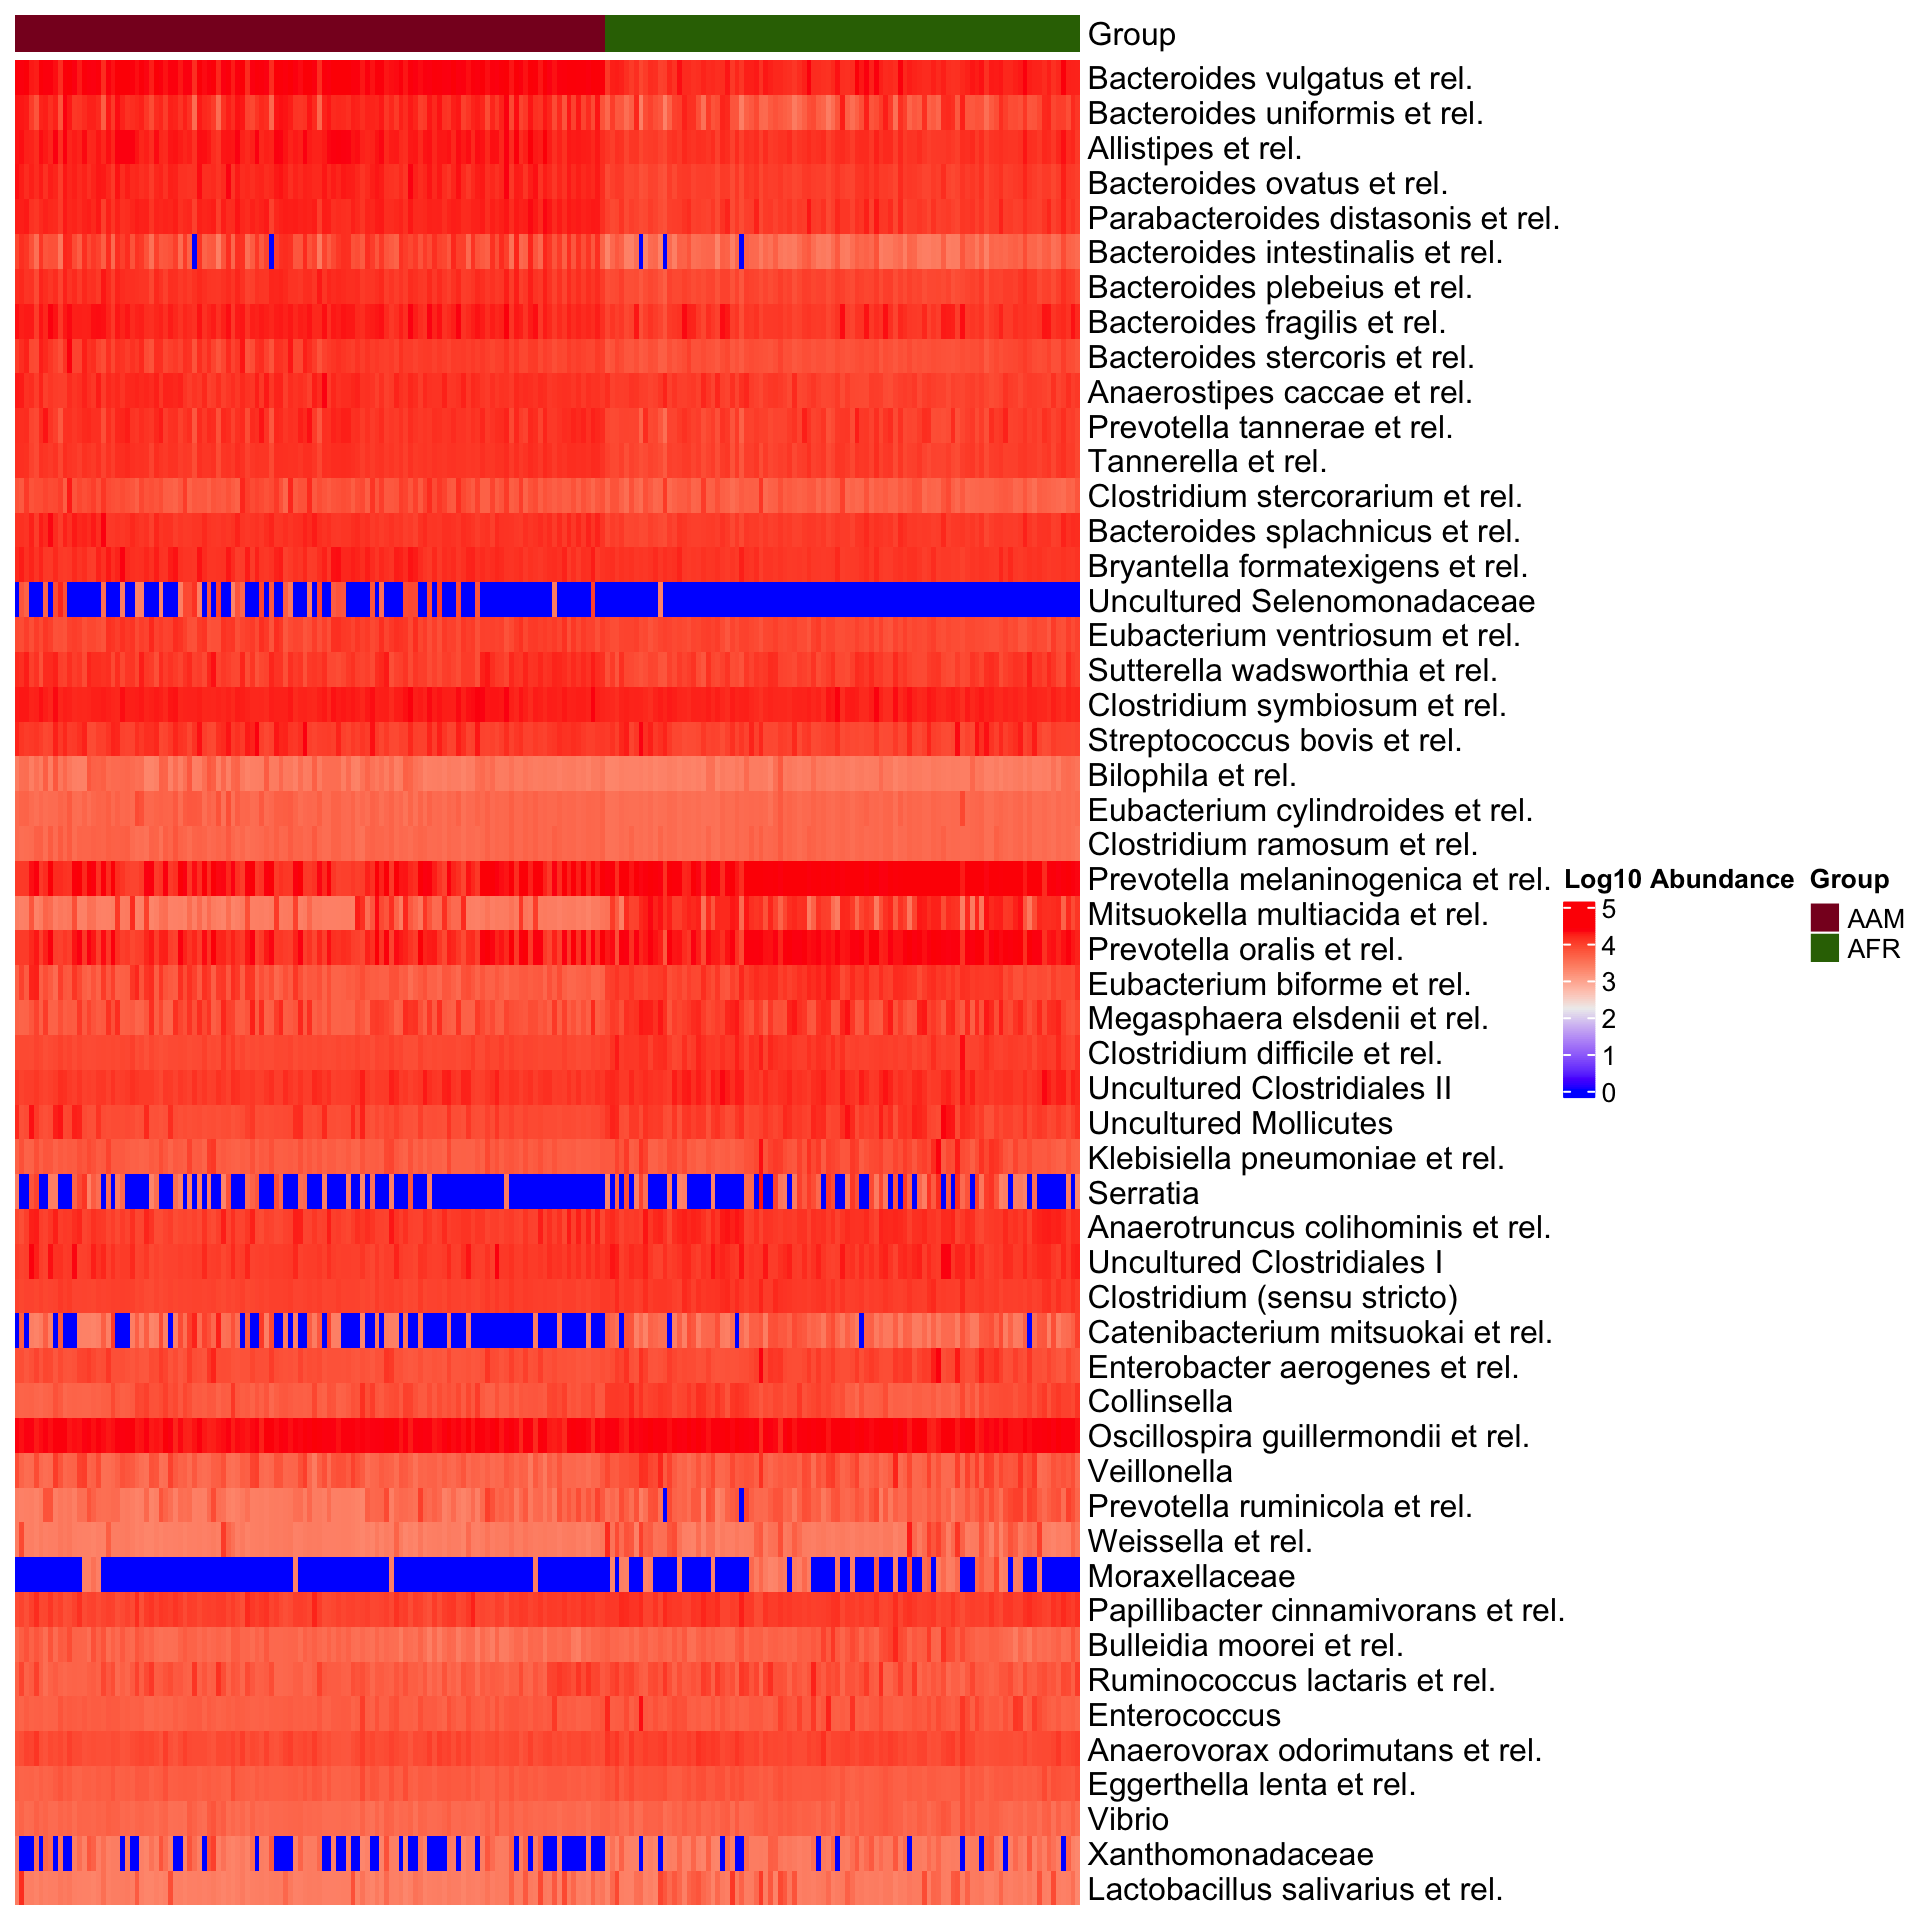 Group
Bacteroides vulgatus et rel.
Bacteroides uniformis et rel.
Allistipes et rel.
Bacteroides ovatus et rel.
Parabacteroides distasonis et rel.
Bacteroides intestinalis et rel.
Bacteroides plebeius et rel.
Bacteroides fragilis et rel.
Bacteroides stercoris et rel.
Anaerostipes caccae et rel.
Prevotella tannerae et rel.
Tannerella et rel.
Clostridium stercorarium et rel.
Bacteroides splachnicus et rel.
Bryantella formatexigens et rel.
Uncultured Selenomonadaceae
Eubacterium ventriosum et rel.
Sutterella wadsworthia et rel.
Clostridium symbiosum et rel.
Streptococcus bovis et rel.
Bilophila et rel.
Eubacterium cylindroides et rel.
Clostridium ramosum et rel.
Prevotella melaninogenica et rel.
Mitsuokella multiacida et rel.
Prevotella oralis et rel.
Eubacterium biforme et rel.
Megasphaera elsdenii et rel.
Clostridium difficile et rel.
Uncultured Clostridiales II
Uncultured Mollicutes
Klebisiella pneumoniae et rel.
Serratia
Anaerotruncus colihominis et rel.
Uncultured Clostridiales I
Clostridium (sensu stricto)
Catenibacterium mitsuokai et rel.
Enterobacter aerogenes et rel.
Collinsella
Oscillospira guillermondii et rel.
Veillonella
Prevotella ruminicola et rel.
Weissella et rel.
Moraxellaceae
Papillibacter cinnamivorans et rel.
Bulleidia moorei et rel.
Ruminococcus lactaris et rel.
Enterococcus
Anaerovorax odorimutans et rel.
Eggerthella lenta et rel.
Vibrio
Xanthomonadaceae
Lactobacillus salivarius et rel.
Log10 Abundance
5
4
3
2
1
0
Group
AAM
AFR